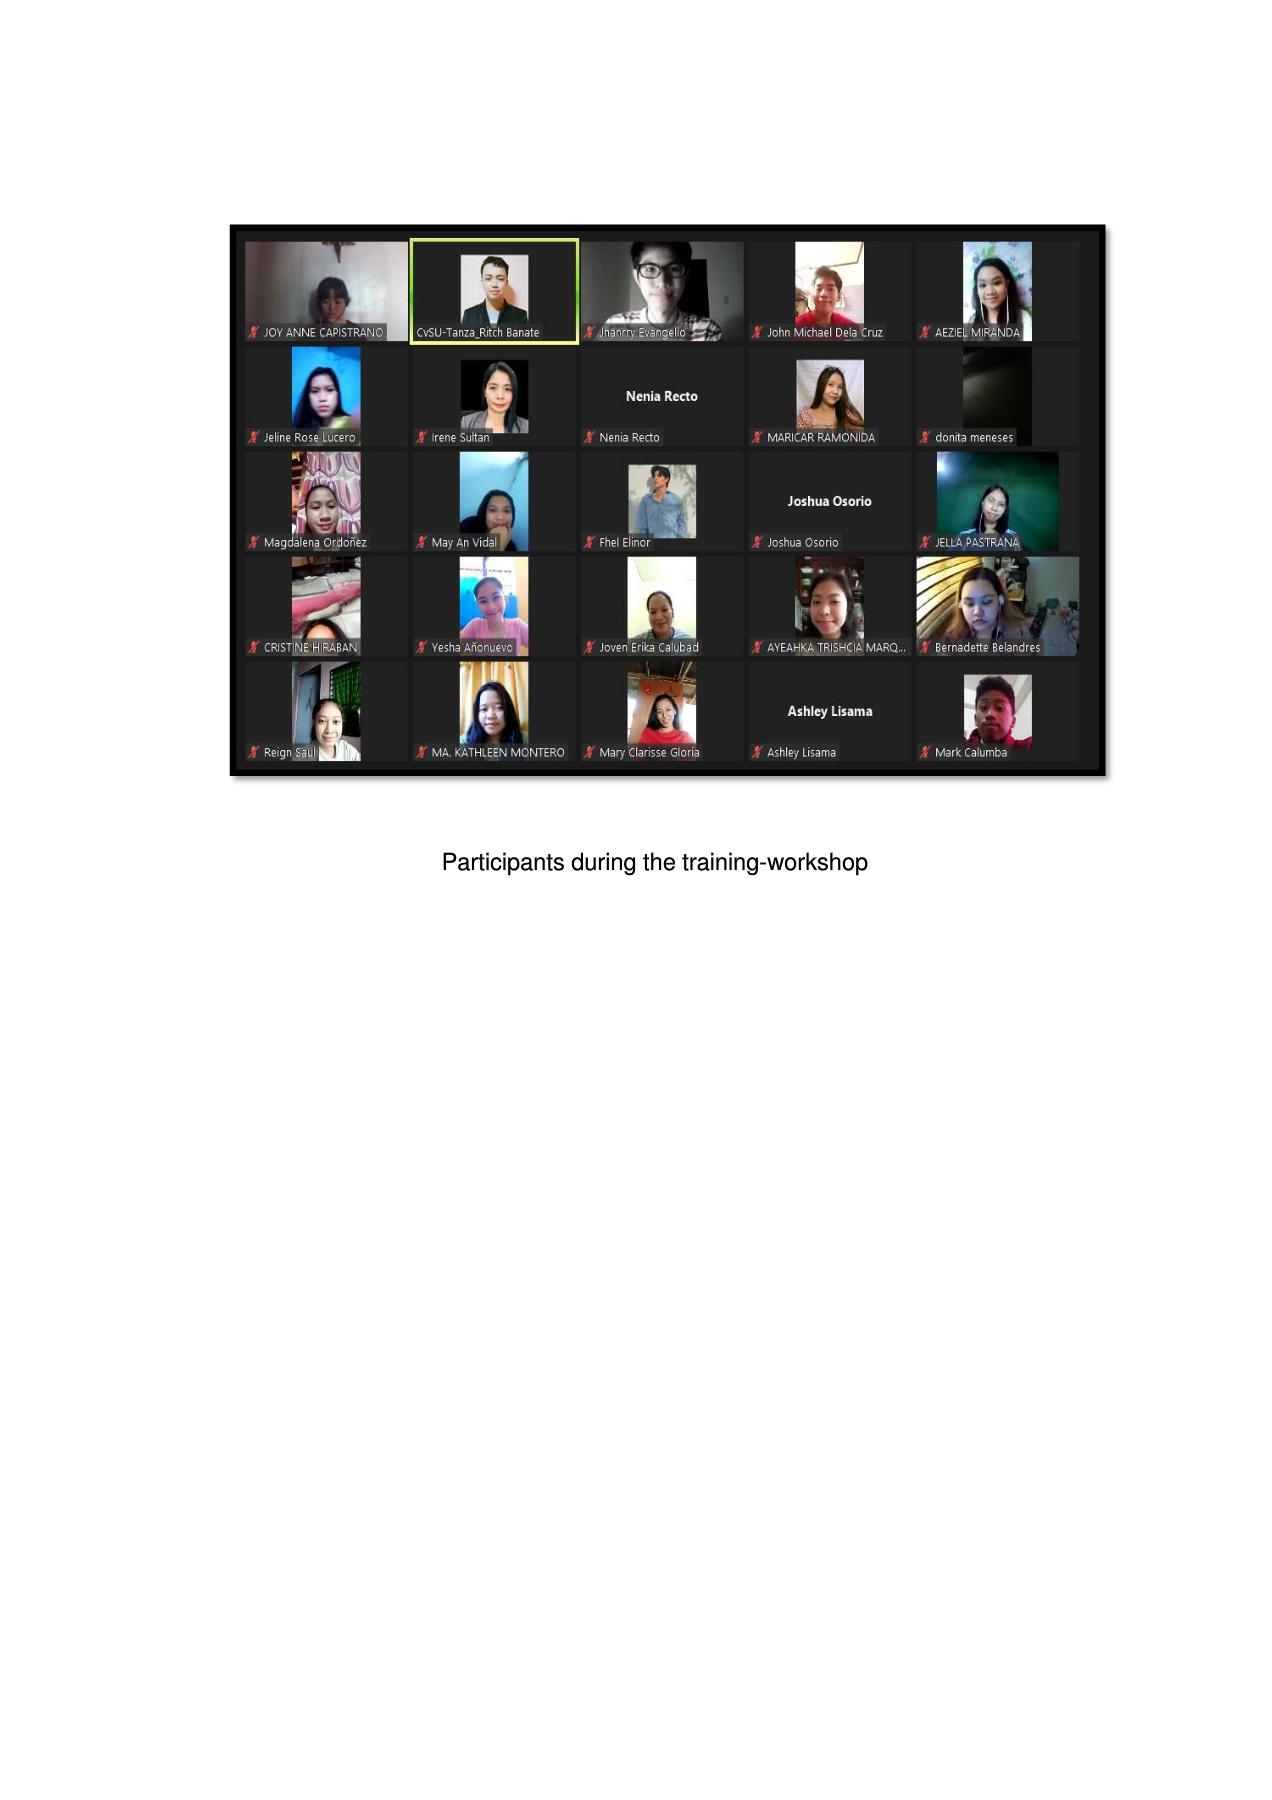 JOY ANNE CAPISTRANO
CvSU-Tanza_Ritch Banate
Jhanrry Evangelio
John Michael Dela Cruz
AEZIEL MIRANDA
Jeline Rose Lucero
Irene Sultan
Nenia Recto
Nenia Recto
MARICAR RAMONIDA
donita meneses
Magdalena Ordoñez
May An Vidal
Fhel Elinor
Joshua Osorio
Joshua Osorio
JELLA PASTRANA
CRISTINE HIRABAN
Yesha Añonuevo
Joven Erika Calubad
AYEAHKA TRISHCIA MARQ...
Bernadette Belandres
Reign Saul
MA. KATHLEEN MONTERO
Mary Clarisse Gloria
Ashley Lisama
Ashley Lisama
Mark Calumba
Participants during the training-workshop